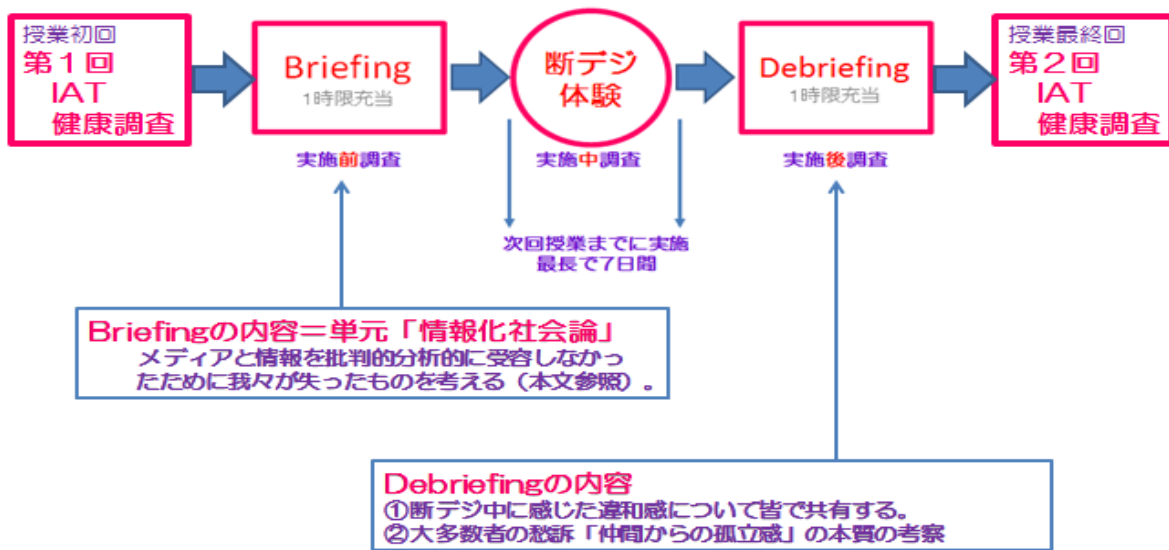 授業初回
第1回
IAT
健康調査
Briefing
1時限充当
断デジ
体験
Debriefing
1時限充当
授業最終回
第2回
IAT
健康調査
実施前調査
実施中調査
実施後調査
次回授業までに実施
最長で7日間
Briefingの内容=単元「情報化社会論」
メディアと情報を批判的分析的に受容しなかっ
たために我々が失ったものを考える(本文参照)。
Debriefingの内容
①断デジ中に感じた違和感について皆で共有する。
②大多数者の愁訴「仲間からの孤立感」の本質の考察